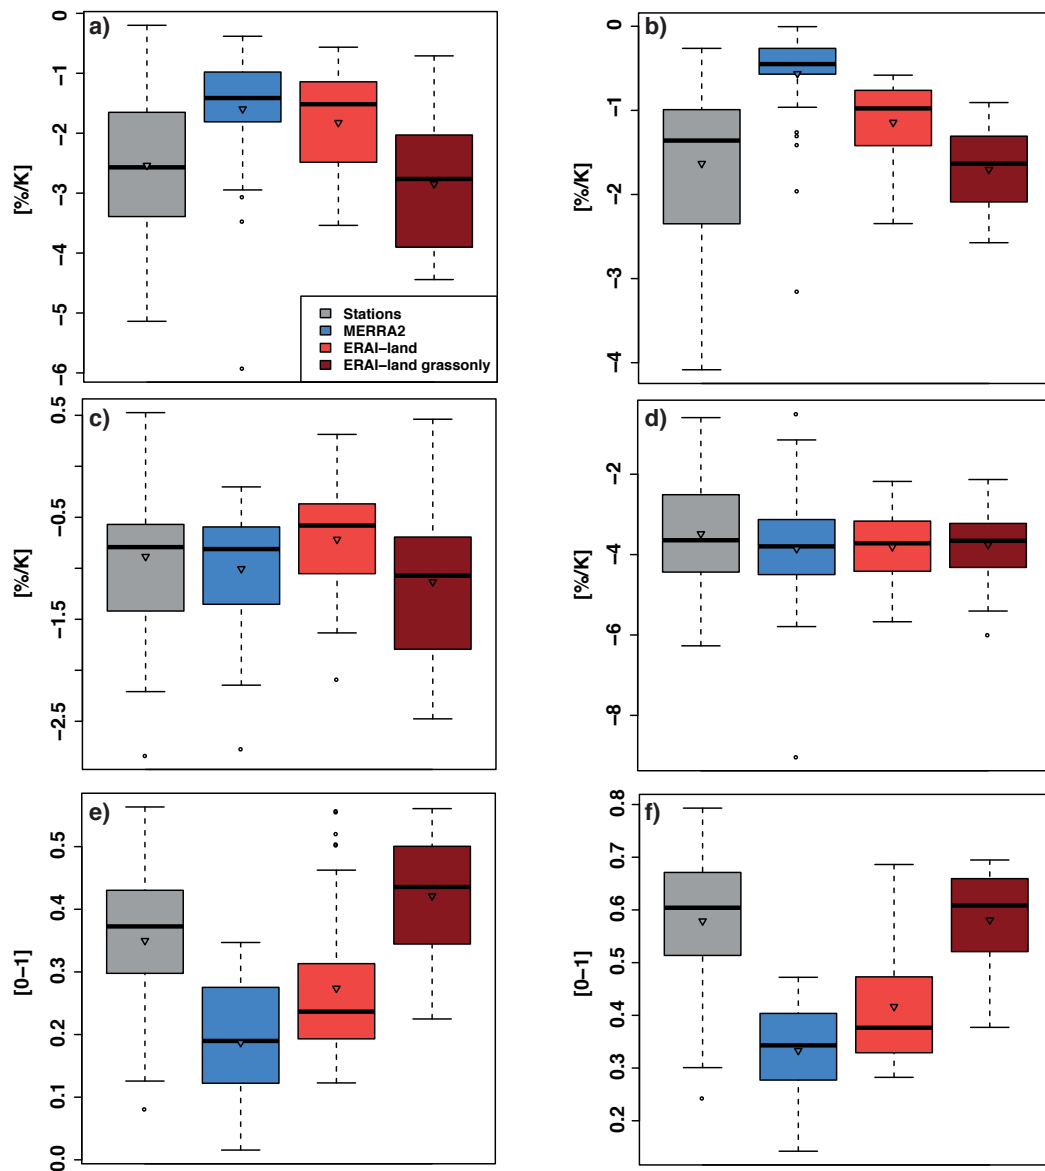 a)
[%/K]
0
−1
−2
−3
−4
−5
−6
Stations
MERRA2
ERAI−land
ERAI−land grassonly
b)
[%/K]
0
−1
−2
−3
−4
c)
[%/K]
0.5
−0.5
−1.5
−2.5
d)
[%/K]
−2
−4
−6
−8
e)
[0−1]
0.5
0.4
0.3
0.2
0.1
0.0
f)
[0−1]
0.8
0.7
0.6
0.5
0.4
0.3
0.2